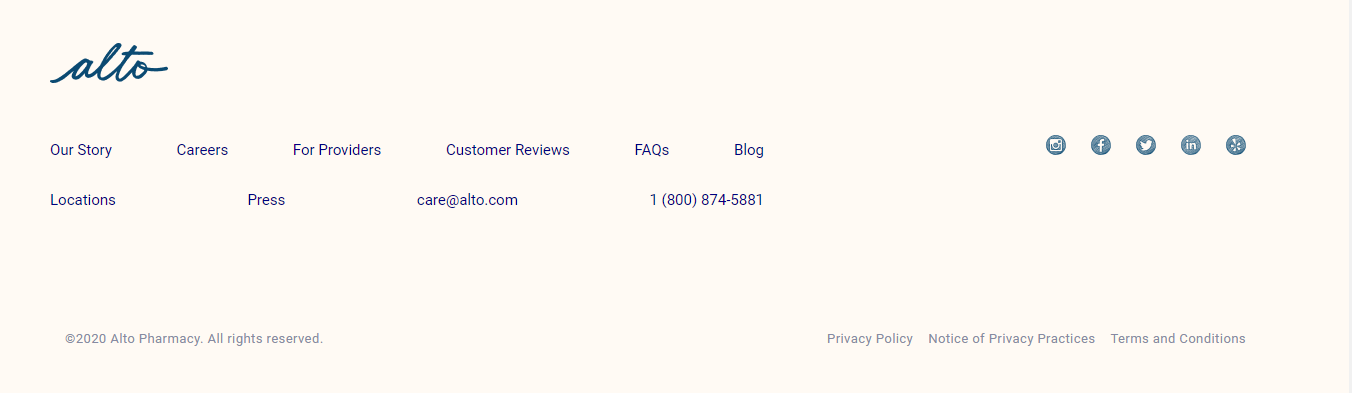 alto
Our Story Careers For Providers Customer Reviews FAQs Blog
Locations Press care@alto.com 1 (800) 874-5881
©2020 Alto Pharmacy. All rights reserved. Privacy Policy Notice of Privacy Practices Terms and Conditions